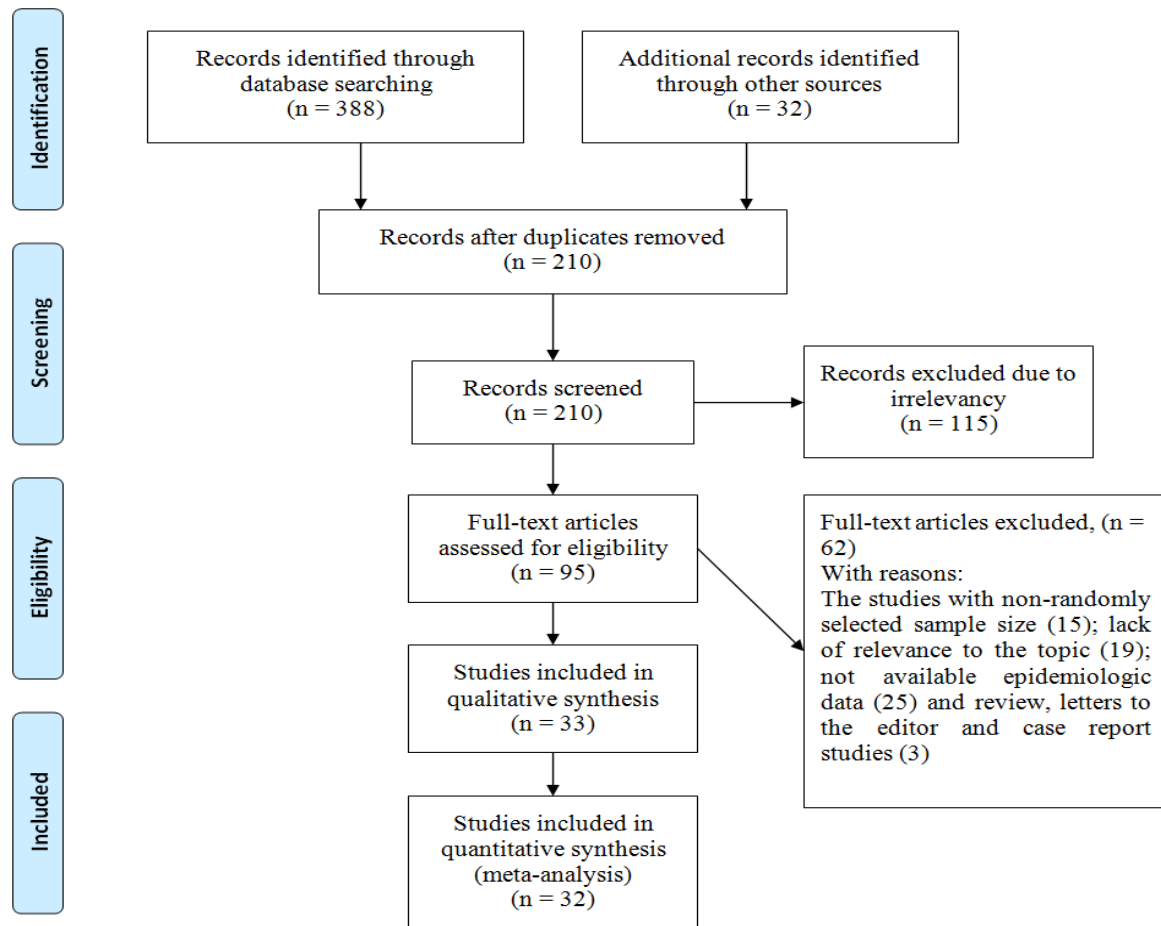 Identification
Records identified through
database searching
(n = 388)
Additional records identified
through other sources
(n = 32)
Records after duplicates removed
(n = 210)
Screening
Records screened
(n = 210)
Records excluded due to
irrelevancy
(n = 115)
Eligibility
Full-text articles
assessed for eligibility
(n = 95)
Full-text articles excluded, (n =
62)
With reasons:
The studies with non-randomly
selected sample size (15); lack
of relevance to the topic (19);
not available epidemiologic
data (25) and review, letters to
the editor and case report
studies (3)
Studies included in
qualitative synthesis
(n = 33)
Included
Studies included in
quantitative synthesis
(meta-analysis)
(n = 32)